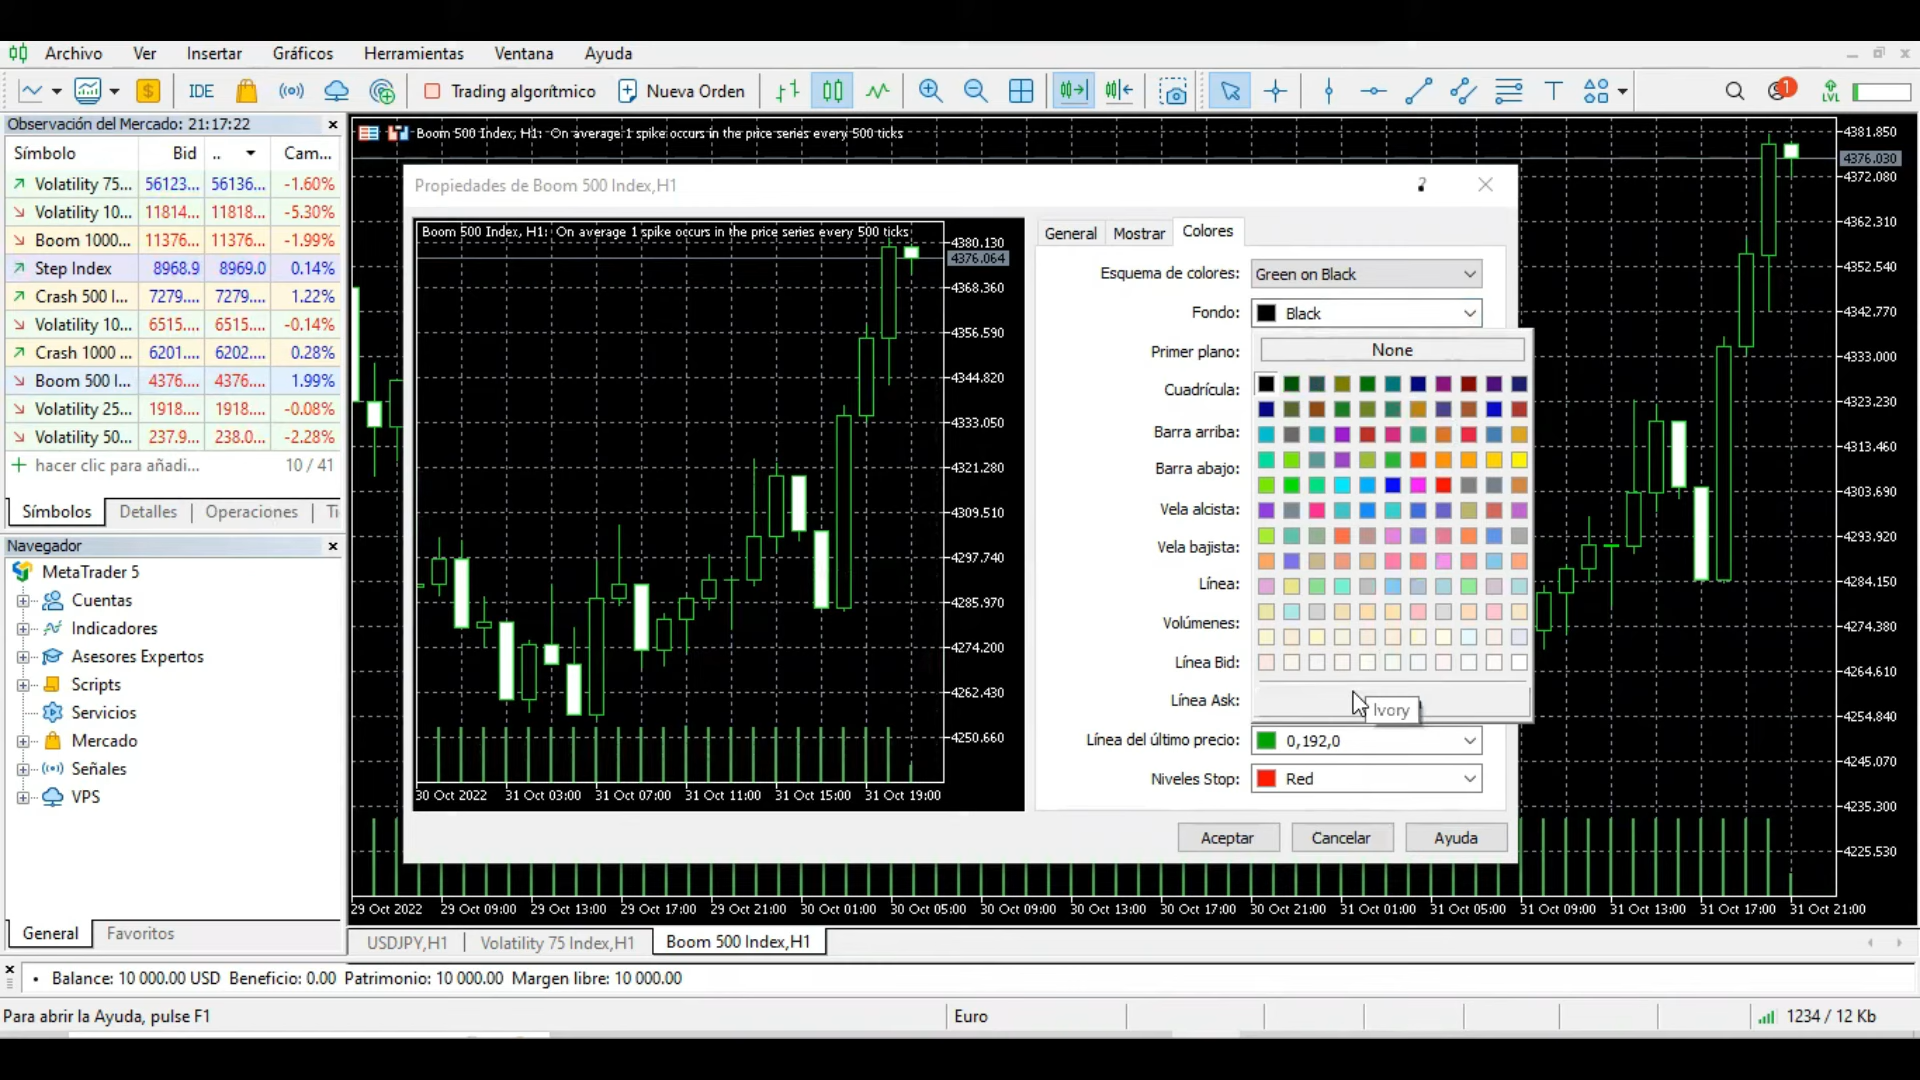 Archivo Ver Insertar Gráficos Herramientas Ventana Ayuda
IDE Trading algorítmico Nueva Orden 1 LVL
Observación del Mercado: 21:17:22
Símbolo Bid .. Cam...
Volatility 75... 56123... 56136... -1.60%
Volatility 10... 11814... 11818... -5.30%
Boom 1000... 11376... 11376... -1.99%
Step Index 8968.9 8969.0 0.14%
Crash 500 I... 7279.... 7279.... 1.22%
Volatility 10... 6515.... 6515.... -0.14%
Crash 1000 ... 6201.... 6202.... 0.28%
Boom 500 I... 4376.... 4376.... 1.99%
Volatility 25... 1918.... 1918.... -0.08%
Volatility 50... 237.9... 238.0... -2.28%
hacer clic para añadi... 10 / 41
Símbolos Detalles Operaciones
Navegador
MetaTrader 5
Cuentas
Indicadores
Asesores Expertos
Scripts
Servicios
Mercado
Señales
VPS
General Favoritos
Boom 500 Index, H1: On average 1 spike occurs in the price series every 500 ticks
Propiedades de Boom 500 Index,H1 ?
Boom 500 Index, H1: On average 1 spike occurs in the price series every 500 ticks
4380.130
4376.064
4368.360
4356.590
4344.820
4333.050
4321.280
4309.510
4297.740
4285.970
4274.200
4262.430
4250.660
30 Oct 2022 31 Oct 03:00 31 Oct 07:00 31 Oct 11:00 31 Oct 15:00 31 Oct 19:00
General Mostrar Colores
Esquema de colores: Green on Black
Fondo: Black
Primer plano: None
Cuadrícula:
Barra arriba:
Barra abajo:
Vela alcista:
Vela bajista:
Línea:
Volúmenes:
Línea Bid:
Línea Ask:
Ivory
Línea del último precio: 0,192,0
Niveles Stop: Red
Aceptar Cancelar Ayuda
4381.850
4376.030
4372.080
4362.310
4352.540
4342.770
4333.000
4323.230
4313.460
4303.690
4293.920
4284.150
4274.380
4264.610
4254.840
4245.070
4235.300
4225.530
29 Oct 2022 29 Oct 09:00 29 Oct 13:00 29 Oct 17:00 29 Oct 21:00 30 Oct 01:00 30 Oct 05:00 30 Oct 09:00 30 Oct 13:00 30 Oct 17:00 30 Oct 21:00 31 Oct 01:00 31 Oct 05:00 31 Oct 09:00 31 Oct 13:00 31 Oct 17:00 31 Oct 21:00
USDJPY,H1 Volatility 75 Index,H1 Boom 500 Index,H1
Balance: 10 000.00 USD Beneficio: 0.00 Patrimonio: 10 000.00 Margen libre: 10 000.00
Para abrir la Ayuda, pulse F1 Euro 1234 / 12 Kb